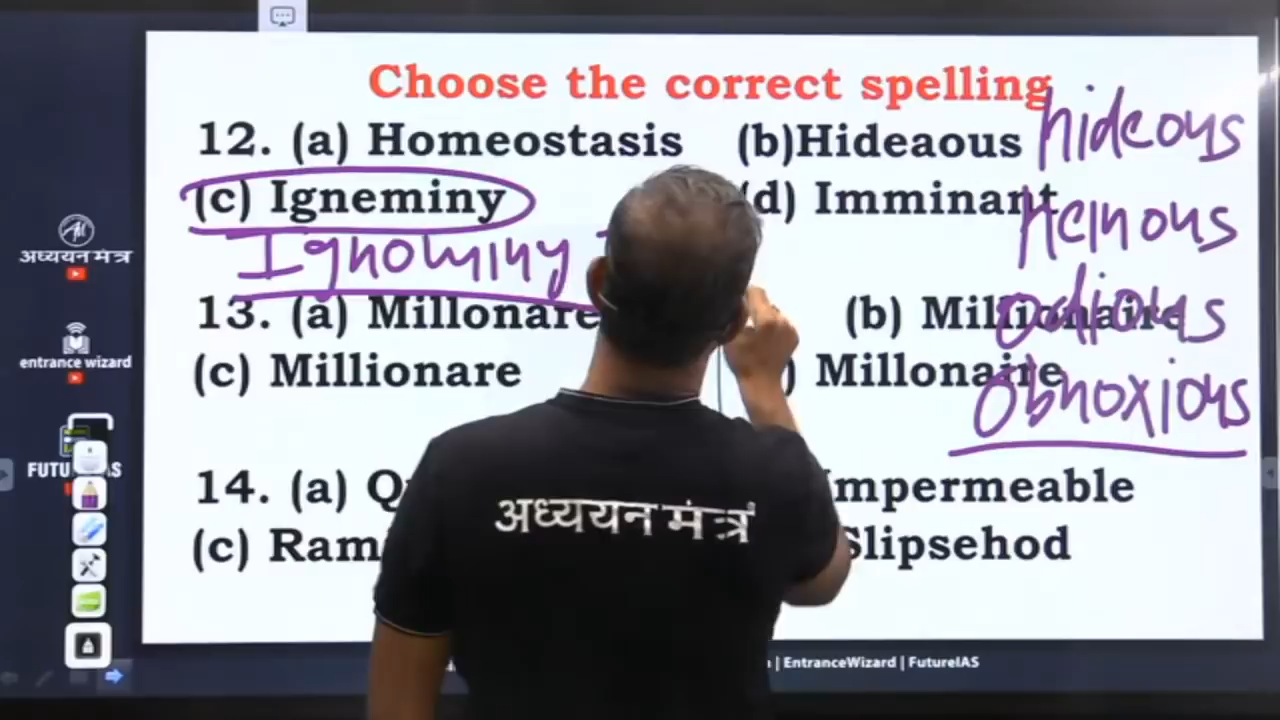 Choose the correct spelling
12. (a) Homeostasis (b)Hideaous hideous
(c) Igneminy (d) Imminant Heinous
Ignominy
13. (a) Millonare (b) Millionaire odious
(c) Millionare Millonaire Obnoxious
14. (a) Impermeable
(c) Slipsehod
अध्ययन मंत्र
entrance wizard
अध्ययन मंत्र
| EntranceWizard | FutureIAS